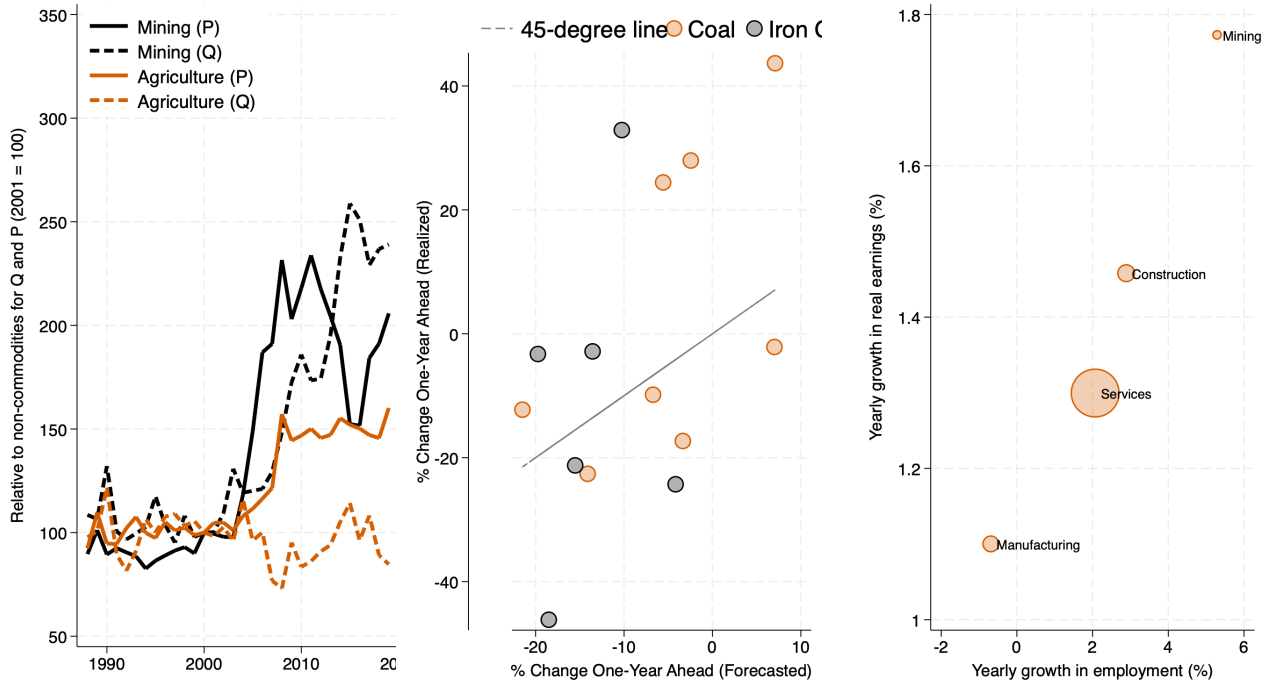 Relative to non-commodities for Q and P (2001 = 100)
350
300
250
200
150
100
50
Mining (P)
Mining (Q)
Agriculture (P)
Agriculture (Q)
1990
2000
2010
20
45-degree line
Coal
Iron
% Change One-Year Ahead (Realized)
40
20
0
-20
-40
-20
-10
0
10
% Change One-Year Ahead (Forecasted)
Yearly growth in real earnings (%)
1.8
1.6
1.4
1.2
1
Mining
Construction
Services
Manufacturing
-2
0
2
4
6
Yearly growth in employment (%)